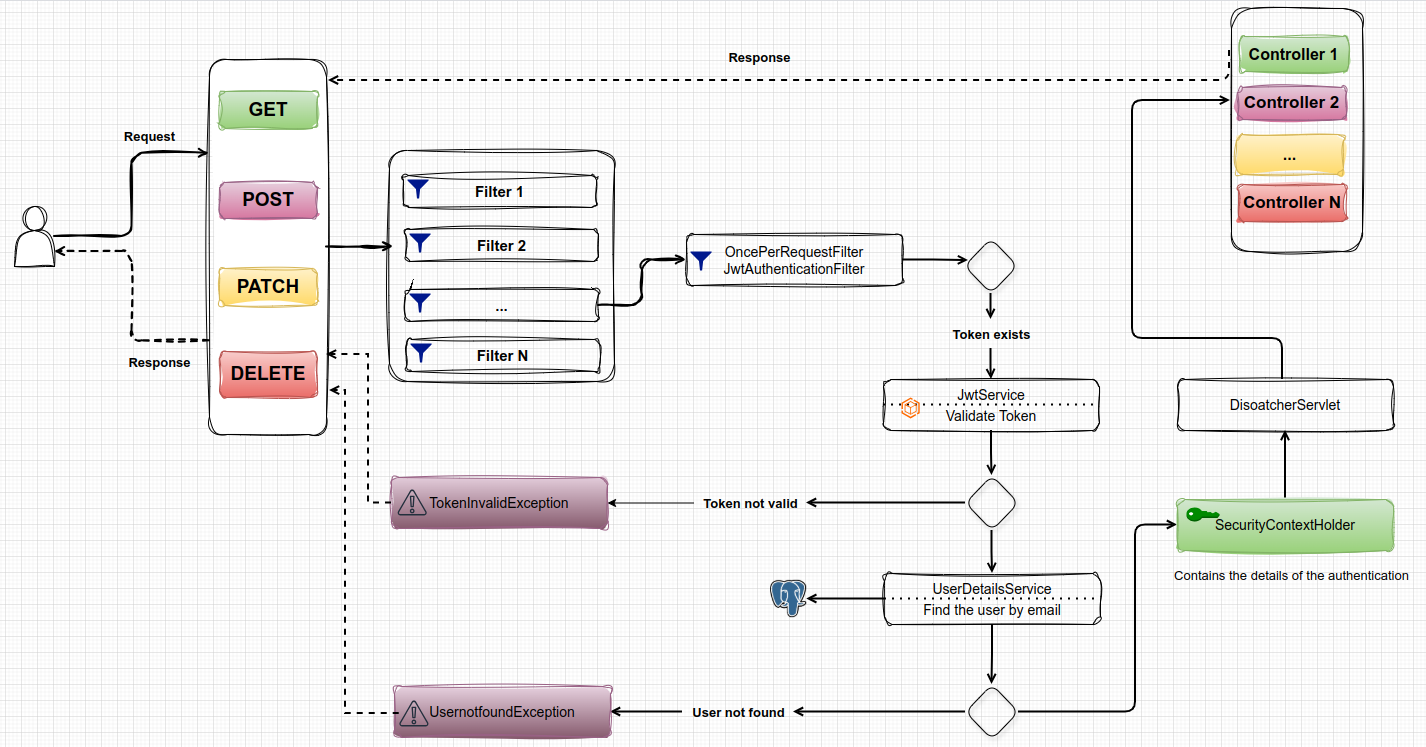 Response
Controller 1
Controller 2
...
Controller N
GET
Request
POST
PATCH
Response
DELETE
Filter 1
Filter 2
...
Filter N
OncePerRequestFilter
JwtAuthenticationFilter
Token exists
JwtService
Validate Token
DisoatcherServlet
TokenInvalidException
Token not valid
SecurityContextHolder
Contains the details of the authentication
UserDetailsService
Find the user by email
UsernotfoundException
User not found